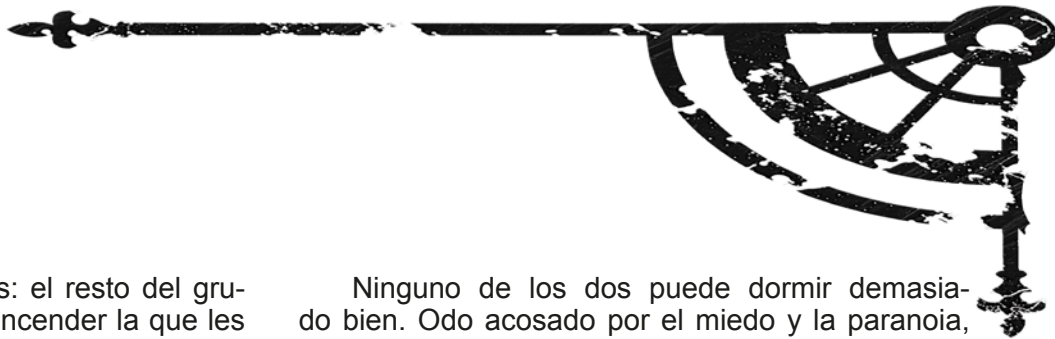 s: el resto del gru-
ncender la que les
Ninguno de los dos puede dormir demasia-
do bien. Odo acosado por el miedo y la paranoia,